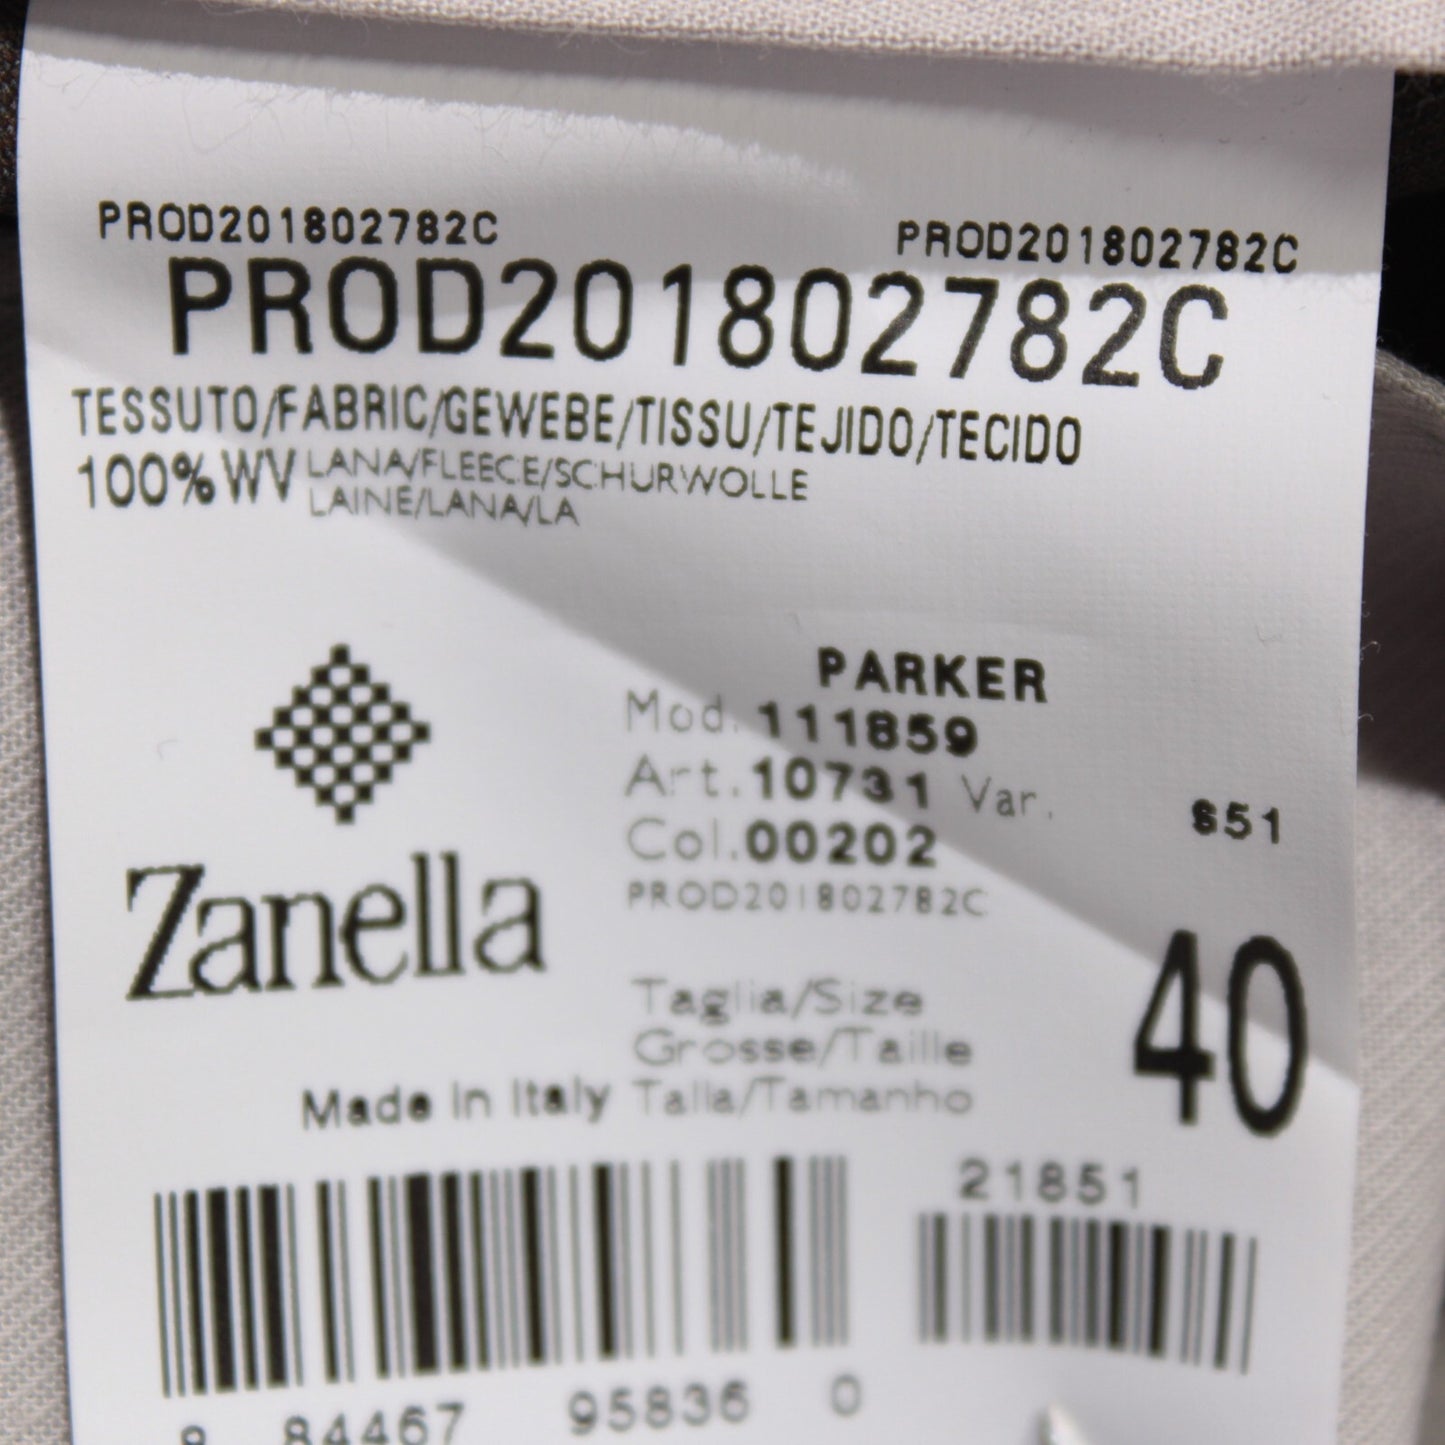 PROD201802782C PROD201802782C
PROD201802782C
TESSUTO/FABRIC/GEWEBE/TISSU/TEJIDO/TECIDO
100%WV LANA/FLEECE/SCHURWOLLE
LAINE/LANA/LA
PARKER
Mod. 111859
Art. 10731 Var. S51
Col. 00202
PROD201802782C
Zanella
Taglia/Size
Grosse/Taille
Talla/Tamanho
40
Made In Italy
21851
84467 95836 0